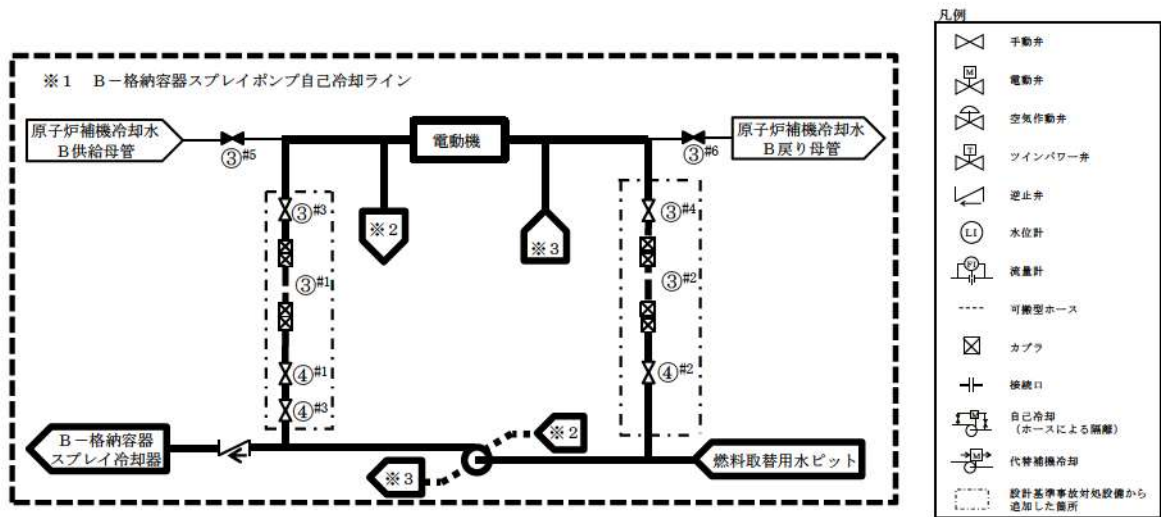 ※1 B-格納容器スプレイポンプ自己冷却ライン
原子炉補機冷却水
B供給母管
③#5
電動機
③#6
原子炉補機冷却水
B戻り母管
③#3
※2
※3
③#4
③#1
③#2
④#1
④#2
④#3
B-格納容器
スプレイ冷却器
※2
※3
燃料取替用水ピット
凡例
手動弁
M
電動弁
空気作動弁
T
ツインパワー弁
逆止弁
LI
水位計
FI
流量計
可搬型ホース
カプラ
接続口
M
自己冷却
(ホースによる隔離)
M
代替補機冷却
設計基準事故対処設備から
追加した箇所